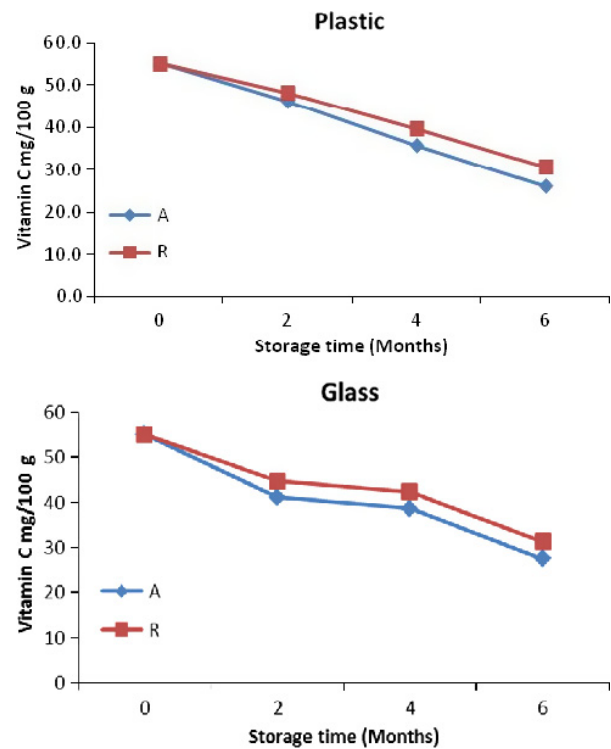 Plastic
Vitamin C mg/100 g
60.0
50.0
40.0
30.0
20.0
10.0
0.0
A
R
0 2 4 6
Storage time (Months)
Glass
Vitamin C mg/100 g
60
50
40
30
20
10
0
A
R
0 2 4 6
Storage time (Months)